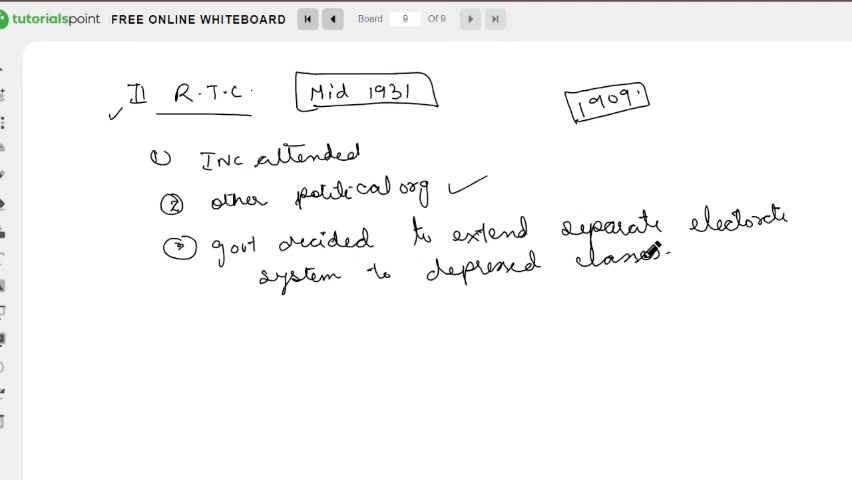 tutorialspoint FREE ONLINE WHITEBOARD Board 9 Of 9
II R.T.C. Mid 1931 1909.
① INC attended
② other political org
③ govt decided to extend separate electorate
system to depressed classes.